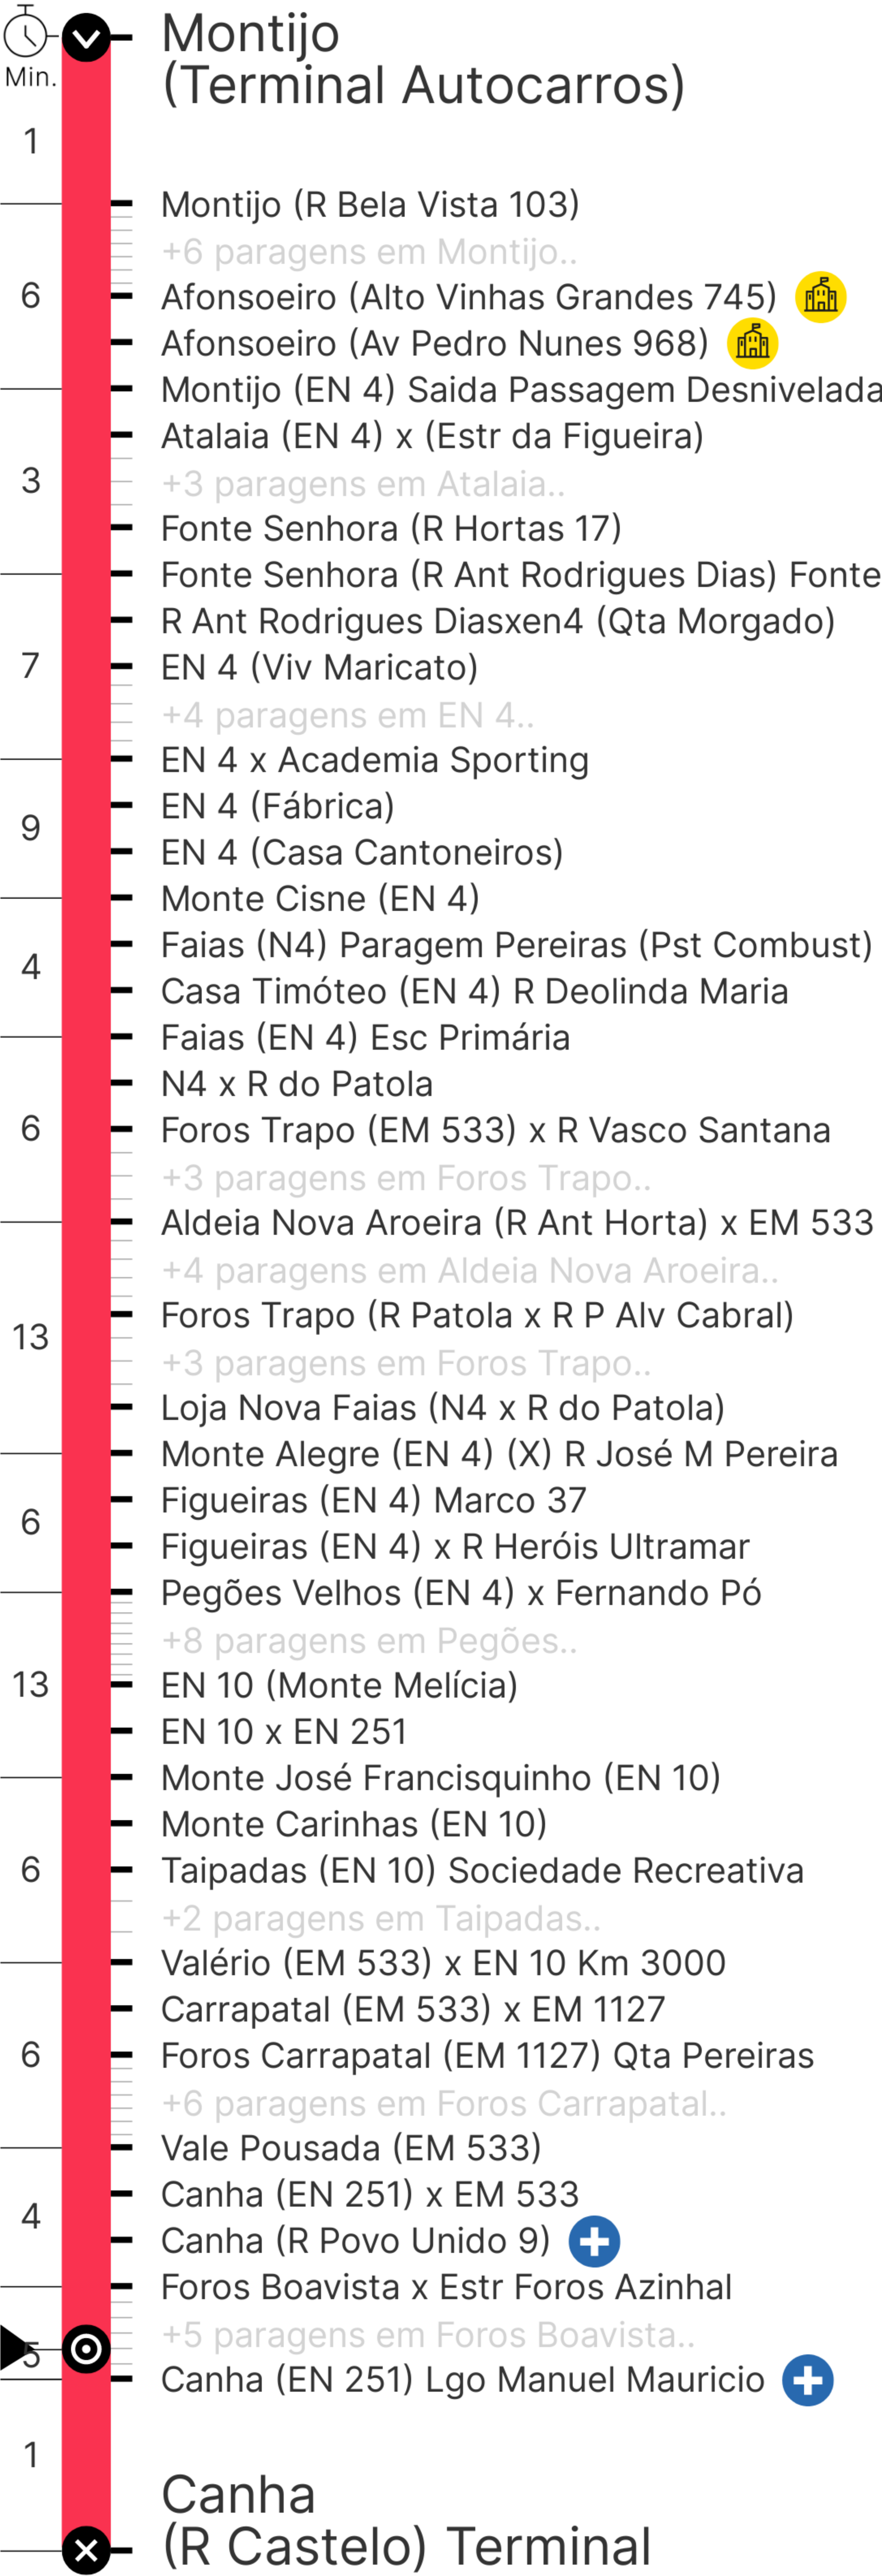 Montijo
(Terminal Autocarros)
Min.
1
Montijo (R Bela Vista 103)
+6 paragens em Montijo..
6
Afonsoeiro (Alto Vinhas Grandes 745)
Afonsoeiro (Av Pedro Nunes 968)
Montijo (EN 4) Saida Passagem Desnivelada
Atalaia (EN 4) x (Estr da Figueira)
3
+3 paragens em Atalaia..
Fonte Senhora (R Hortas 17)
Fonte Senhora (R Ant Rodrigues Dias) Fonte
R Ant Rodrigues Diasxen4 (Qta Morgado)
7
EN 4 (Viv Maricato)
+4 paragens em EN 4..
EN 4 x Academia Sporting
EN 4 (Fábrica)
9
EN 4 (Casa Cantoneiros)
Monte Cisne (EN 4)
Faias (N4) Paragem Pereiras (Pst Combust)
4
Casa Timóteo (EN 4) R Deolinda Maria
Faias (EN 4) Esc Primária
N4 x R do Patola
6
Foros Trapo (EM 533) x R Vasco Santana
+3 paragens em Foros Trapo..
Aldeia Nova Aroeira (R Ant Horta) x EM 533
+4 paragens em Aldeia Nova Aroeira..
Foros Trapo (R Patola x R P Alv Cabral)
13
+3 paragens em Foros Trapo..
Loja Nova Faias (N4 x R do Patola)
Monte Alegre (EN 4) (X) R José M Pereira
Figueiras (EN 4) Marco 37
6
Figueiras (EN 4) x R Heróis Ultramar
Pegões Velhos (EN 4) x Fernando Pó
+8 paragens em Pegões..
13
EN 10 (Monte Melícia)
EN 10 x EN 251
Monte José Francisquinho (EN 10)
Monte Carinhas (EN 10)
6
Taipadas (EN 10) Sociedade Recreativa
+2 paragens em Taipadas..
Valério (EM 533) x EN 10 Km 3000
Carrapatal (EM 533) x EM 1127
6
Foros Carrapatal (EM 1127) Qta Pereiras
+6 paragens em Foros Carrapatal..
Vale Pousada (EM 533)
Canha (EN 251) x EM 533
4
Canha (R Povo Unido 9)
Foros Boavista x Estr Foros Azinhal
+5 paragens em Foros Boavista..
5
Canha (EN 251) Lgo Manuel Mauricio
1
Canha
(R Castelo) Terminal